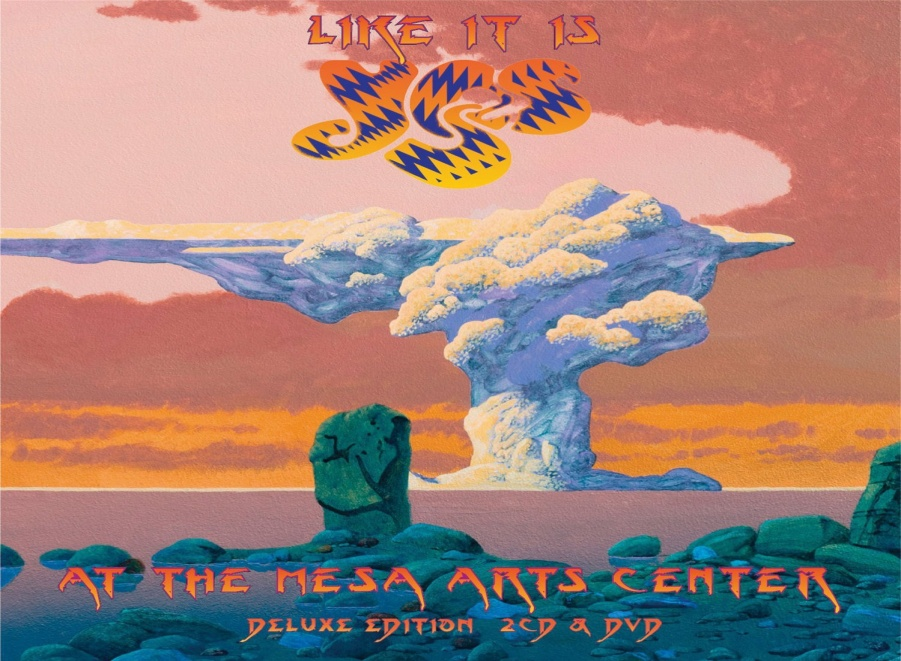 LIKE IT IS
YES
AT THE MESA ARTS CENTER
DELUXE EDITION 2CD & DVD